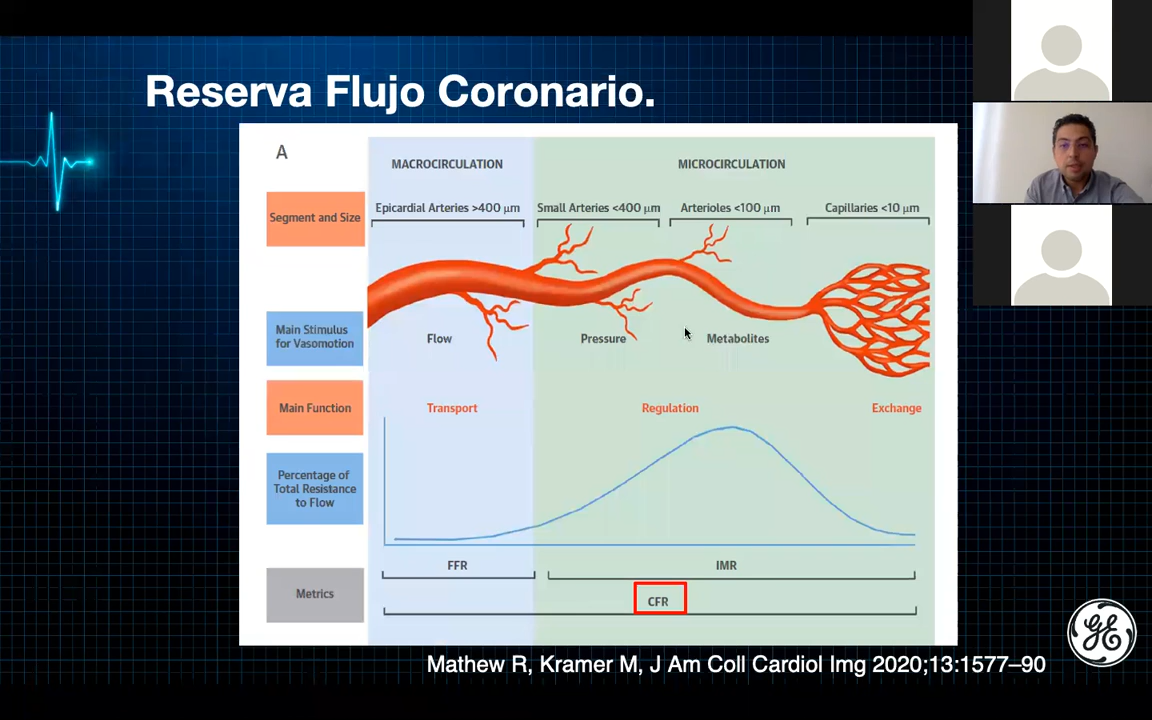 Reserva Flujo Coronario.
A
MACROCIRCULATION
MICROCIRCULATION
Segment and Size
Epicardial Arteries >400 μm
Small Arteries <400 μm
Arterioles <100 μm
Capillaries <10 μm
Main Stimulus
for Vasomotion
Flow
Pressure
Metabolites
Main Function
Transport
Regulation
Exchange
Percentage of
Total Resistance
to Flow
Metrics
FFR
IMR
CFR
Mathew R, Kramer M, J Am Coll Cardiol Img 2020;13:1577–90
GE